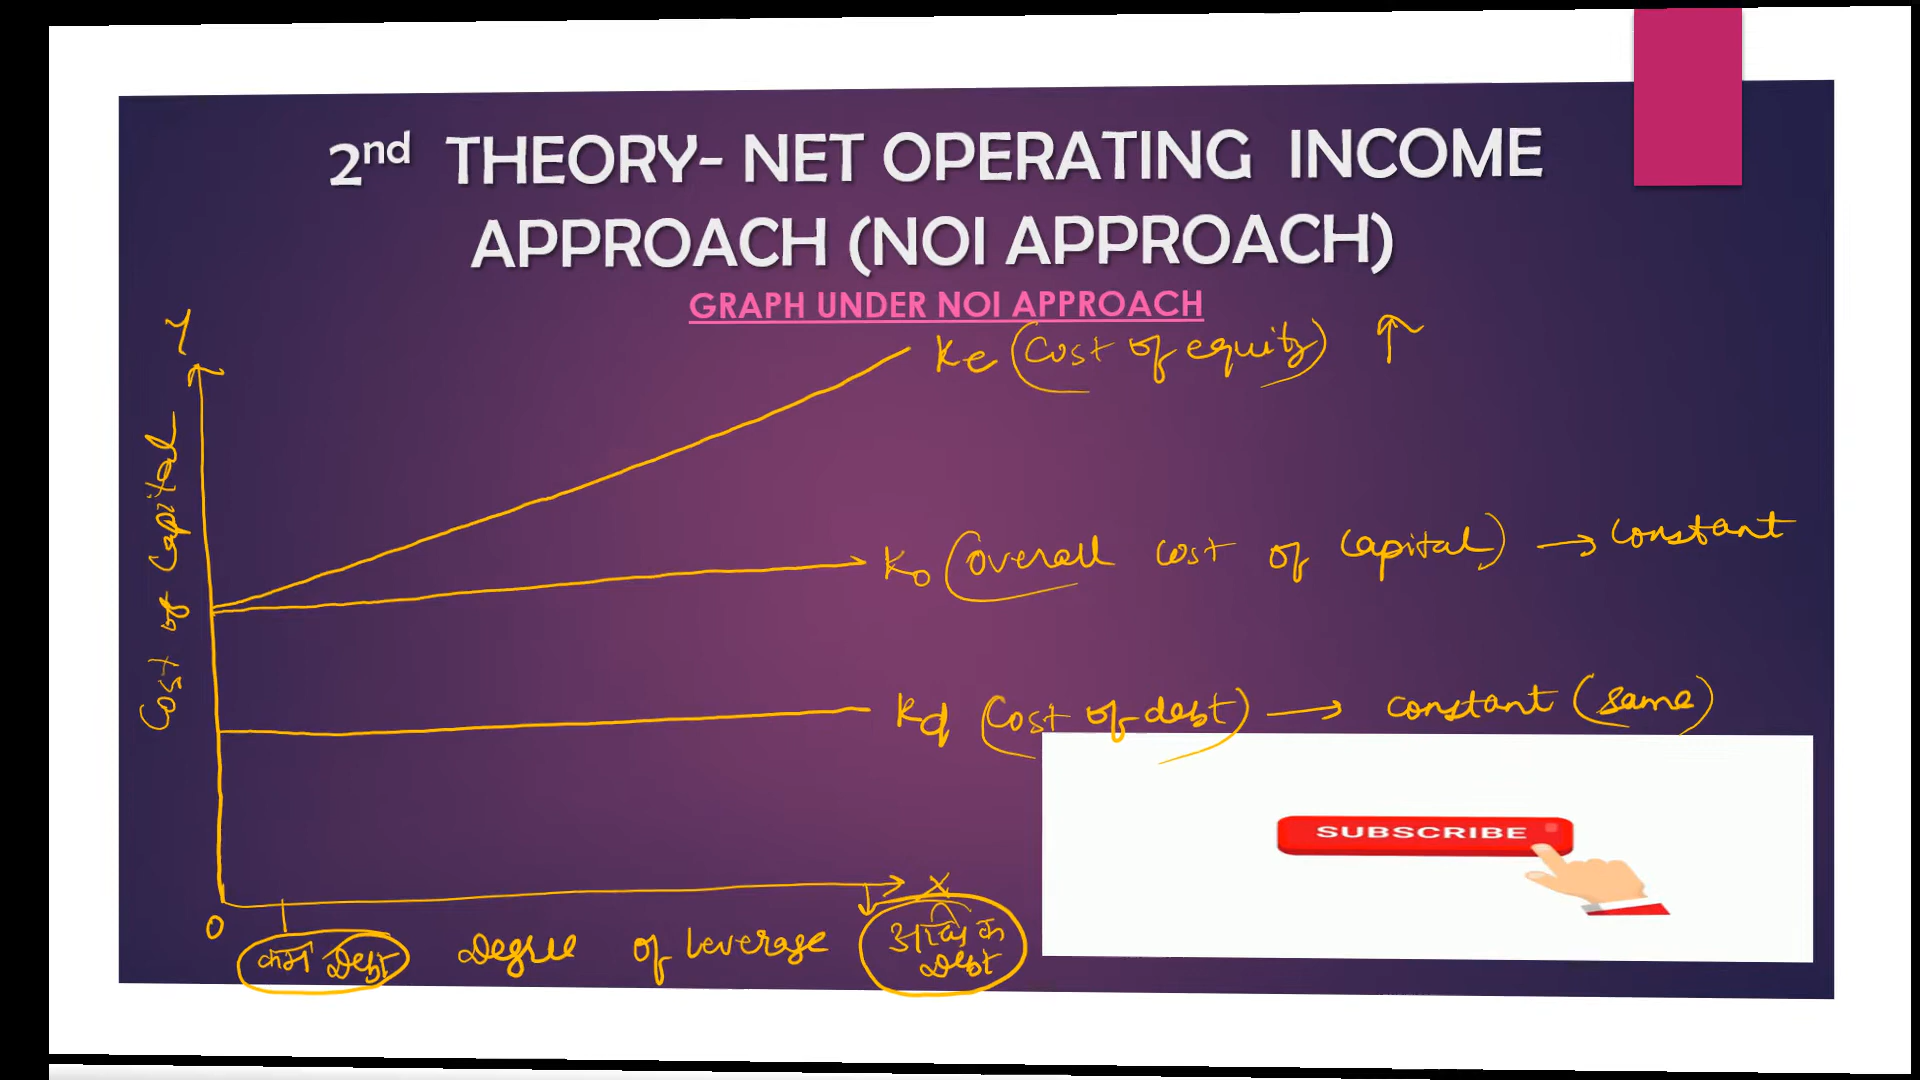 2nd THEORY- NET OPERATING INCOME
APPROACH (NOI APPROACH)
GRAPH UNDER NOI APPROACH
Y
Ke (Cost of equity) ↑
Cost of Capital
Ko (overall cost of capital) → constant
Kd (Cost of debt) → constant (same)
SUBSCRIBE
X
O
कम Debt
Degree of leverage
अधिक
Debt